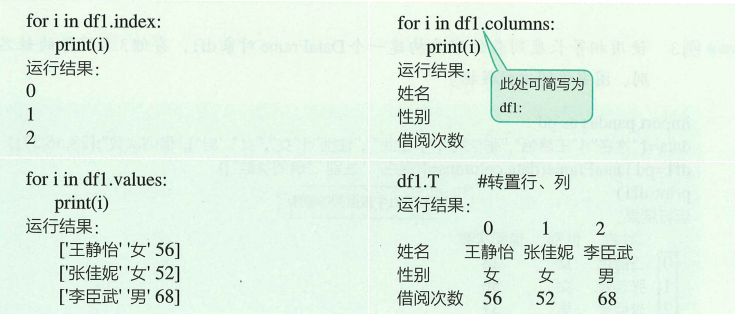 for i in df1.index:
print(i)
运行结果:
0
1
2
for i in df1.columns:
print(i)
运行结果:
姓名
性别
借阅次数
此处可简写为
df1:
for i in df1.values:
print(i)
运行结果:
['王静怡' '女' 56]
['张佳妮' '女' 52]
['李臣武' '男' 68]
df1.T #转置行、列
运行结果:
0 1 2
姓名 王静怡 张佳妮 李臣武
性别 女 女 男
借阅次数 56 52 68